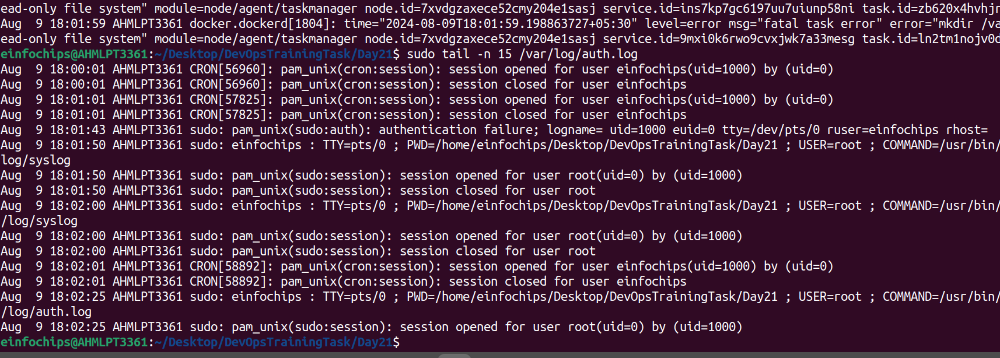 ead-only file system" module=node/agent/taskmanager node.id=7xvdgzaxece52cmy204e1sasj service.id=ins7kp7gc6197uu7uiunp58ni task.id=zb620x4hvhjr
Aug  9 18:01:59 AHMLPT3361 docker.dockerd[1804]: time="2024-08-09T18:01:59.198863727+05:30" level=error msg="fatal task error" error="mkdir /va
ead-only file system" module=node/agent/taskmanager node.id=7xvdgzaxece52cmy204e1sasj service.id=9mxi0k6rwo9cvxjwk7a33mesg task.id=ln2tm1nojv0d
einfochips@AHMLPT3361:~/Desktop/DevOpsTrainingTask/Day21$ sudo tail -n 15 /var/log/auth.log
Aug  9 18:00:01 AHMLPT3361 CRON[56960]: pam_unix(cron:session): session opened for user einfochips(uid=1000) by (uid=0)
Aug  9 18:00:01 AHMLPT3361 CRON[56960]: pam_unix(cron:session): session closed for user einfochips
Aug  9 18:01:01 AHMLPT3361 CRON[57825]: pam_unix(cron:session): session opened for user einfochips(uid=1000) by (uid=0)
Aug  9 18:01:01 AHMLPT3361 CRON[57825]: pam_unix(cron:session): session closed for user einfochips
Aug  9 18:01:43 AHMLPT3361 sudo: pam_unix(sudo:auth): authentication failure; logname= uid=1000 euid=0 tty=/dev/pts/0 ruser=einfochips rhost=
Aug  9 18:01:50 AHMLPT3361 sudo: einfochips : TTY=pts/0 ; PWD=/home/einfochips/Desktop/DevOpsTrainingTask/Day21 ; USER=root ; COMMAND=/usr/bin/
log/syslog
Aug  9 18:01:50 AHMLPT3361 sudo: pam_unix(sudo:session): session opened for user root(uid=0) by (uid=1000)
Aug  9 18:01:50 AHMLPT3361 sudo: pam_unix(sudo:session): session closed for user root
Aug  9 18:02:00 AHMLPT3361 sudo: einfochips : TTY=pts/0 ; PWD=/home/einfochips/Desktop/DevOpsTrainingTask/Day21 ; USER=root ; COMMAND=/usr/bin/
/log/syslog
Aug  9 18:02:00 AHMLPT3361 sudo: pam_unix(sudo:session): session opened for user root(uid=0) by (uid=1000)
Aug  9 18:02:00 AHMLPT3361 sudo: pam_unix(sudo:session): session closed for user root
Aug  9 18:02:01 AHMLPT3361 CRON[58892]: pam_unix(cron:session): session opened for user einfochips(uid=1000) by (uid=0)
Aug  9 18:02:01 AHMLPT3361 CRON[58892]: pam_unix(cron:session): session closed for user einfochips
Aug  9 18:02:25 AHMLPT3361 sudo: einfochips : TTY=pts/0 ; PWD=/home/einfochips/Desktop/DevOpsTrainingTask/Day21 ; USER=root ; COMMAND=/usr/bin/
/log/auth.log
Aug  9 18:02:25 AHMLPT3361 sudo: pam_unix(sudo:session): session opened for user root(uid=0) by (uid=1000)
einfochips@AHMLPT3361:~/Desktop/DevOpsTrainingTask/Day21$